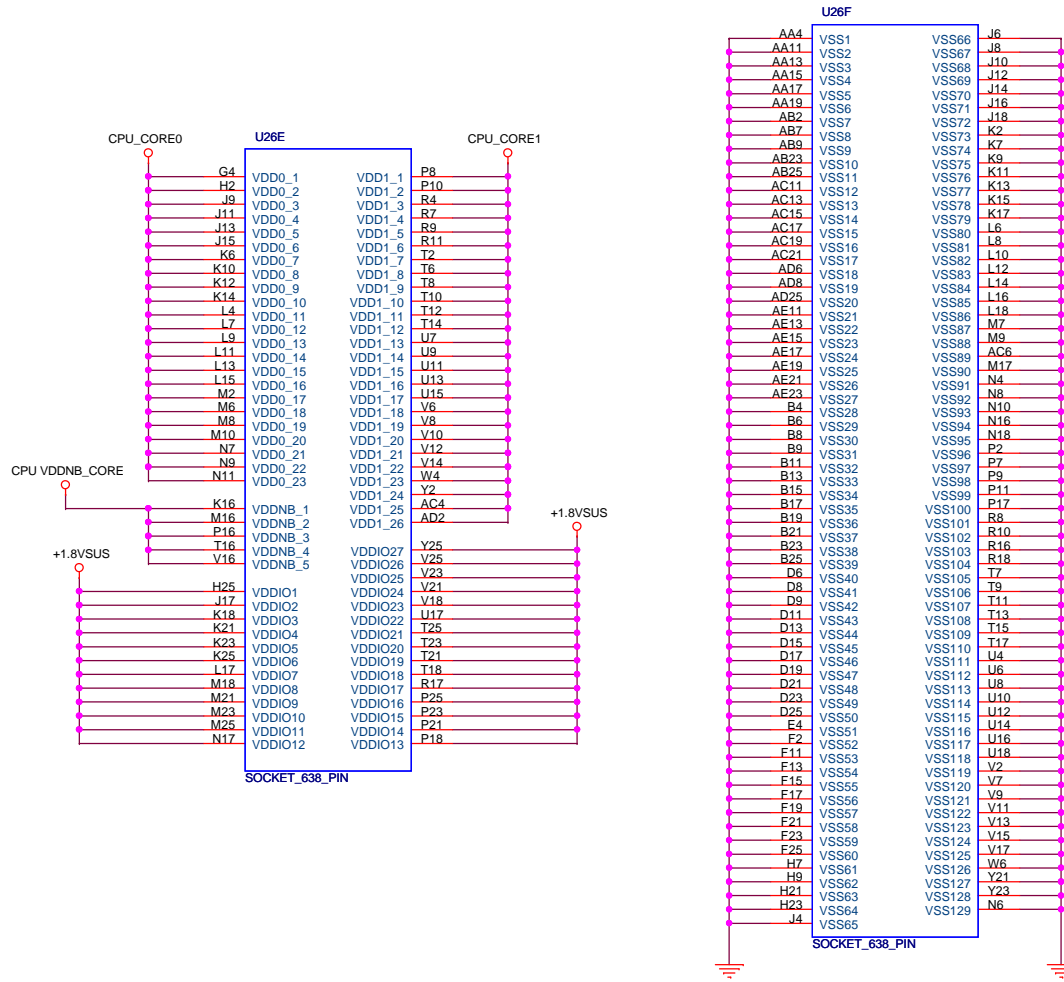 U26E
CPU_CORE0 CPU_CORE1
G4 VDD0_1 VDD1_1 P8
H2 VDD0_2 VDD1_2 P10
J9 VDD0_3 VDD1_3 R4
J11 VDD0_4 VDD1_4 R7
J13 VDD0_5 VDD1_5 R9
J15 VDD0_6 VDD1_6 R11
K6 VDD0_7 VDD1_7 T2
K10 VDD0_8 VDD1_8 T6
K12 VDD0_9 VDD1_9 T8
K14 VDD0_10 VDD1_10 T10
L4 VDD0_11 VDD1_11 T12
L7 VDD0_12 VDD1_12 T14
L9 VDD0_13 VDD1_13 U7
L11 VDD0_14 VDD1_14 U9
L13 VDD0_15 VDD1_15 U11
L15 VDD0_16 VDD1_16 U13
M2 VDD0_17 VDD1_17 U15
M6 VDD0_18 VDD1_18 V6
M8 VDD0_19 VDD1_19 V8
M10 VDD0_20 VDD1_20 V10
N7 VDD0_21 VDD1_21 V12
N9 VDD0_22 VDD1_22 V14
N11 VDD0_23 VDD1_23 W4
CPU VDDNB_CORE
VDD1_24 Y2
K16 VDDNB_1 VDD1_25 AC4
M16 VDDNB_2 VDD1_26 AD2
+1.8VSUS
P16 VDDNB_3
T16 VDDNB_4 VDDIO27 Y25
+1.8VSUS
V16 VDDNB_5 VDDIO26 V25
VDDIO25 V23
H25 VDDIO1 VDDIO24 V21
J17 VDDIO2 VDDIO23 V18
K18 VDDIO3 VDDIO22 U17
K21 VDDIO4 VDDIO21 T25
K23 VDDIO5 VDDIO20 T23
K25 VDDIO6 VDDIO19 T21
L17 VDDIO7 VDDIO18 T18
M18 VDDIO8 VDDIO17 R17
M21 VDDIO9 VDDIO16 P25
M23 VDDIO10 VDDIO15 P23
M25 VDDIO11 VDDIO14 P21
N17 VDDIO12 VDDIO13 P18
SOCKET_638_PIN
U26F
AA4 VSS1 VSS66 J6
AA11 VSS2 VSS67 J8
AA13 VSS3 VSS68 J10
AA15 VSS4 VSS69 J12
AA17 VSS5 VSS70 J14
AA19 VSS6 VSS71 J16
AB2 VSS7 VSS72 J18
AB7 VSS8 VSS73 K2
AB9 VSS9 VSS74 K7
AB23 VSS10 VSS75 K9
AB25 VSS11 VSS76 K11
AC11 VSS12 VSS77 K13
AC13 VSS13 VSS78 K15
AC15 VSS14 VSS79 K17
AC17 VSS15 VSS80 L6
AC19 VSS16 VSS81 L8
AC21 VSS17 VSS82 L10
AD6 VSS18 VSS83 L12
AD8 VSS19 VSS84 L14
AD25 VSS20 VSS85 L16
AE11 VSS21 VSS86 L18
AE13 VSS22 VSS87 M7
AE15 VSS23 VSS88 M9
AE17 VSS24 VSS89 AC6
AE19 VSS25 VSS90 M17
AE21 VSS26 VSS91 N4
AE23 VSS27 VSS92 N8
B4 VSS28 VSS93 N10
B6 VSS29 VSS94 N16
B8 VSS30 VSS95 N18
B9 VSS31 VSS96 P2
B11 VSS32 VSS97 P7
B13 VSS33 VSS98 P9
B15 VSS34 VSS99 P11
B17 VSS35 VSS100 P17
B19 VSS36 VSS101 R8
B21 VSS37 VSS102 R10
B23 VSS38 VSS103 R16
B25 VSS39 VSS104 R18
D6 VSS40 VSS105 T7
D8 VSS41 VSS106 T9
D9 VSS42 VSS107 T11
D11 VSS43 VSS108 T13
D13 VSS44 VSS109 T15
D15 VSS45 VSS110 T17
D17 VSS46 VSS111 U4
D19 VSS47 VSS112 U6
D21 VSS48 VSS113 U8
D23 VSS49 VSS114 U10
D25 VSS50 VSS115 U12
E4 VSS51 VSS116 U14
F2 VSS52 VSS117 U16
F11 VSS53 VSS118 U18
F13 VSS54 VSS119 V2
F15 VSS55 VSS120 V7
F17 VSS56 VSS121 V9
F19 VSS57 VSS122 V11
F21 VSS58 VSS123 V13
F23 VSS59 VSS124 V15
F25 VSS60 VSS125 V17
H7 VSS61 VSS126 W6
H9 VSS62 VSS127 Y21
H21 VSS63 VSS128 Y23
H23 VSS64 VSS129 N6
J4 VSS65
SOCKET_638_PIN